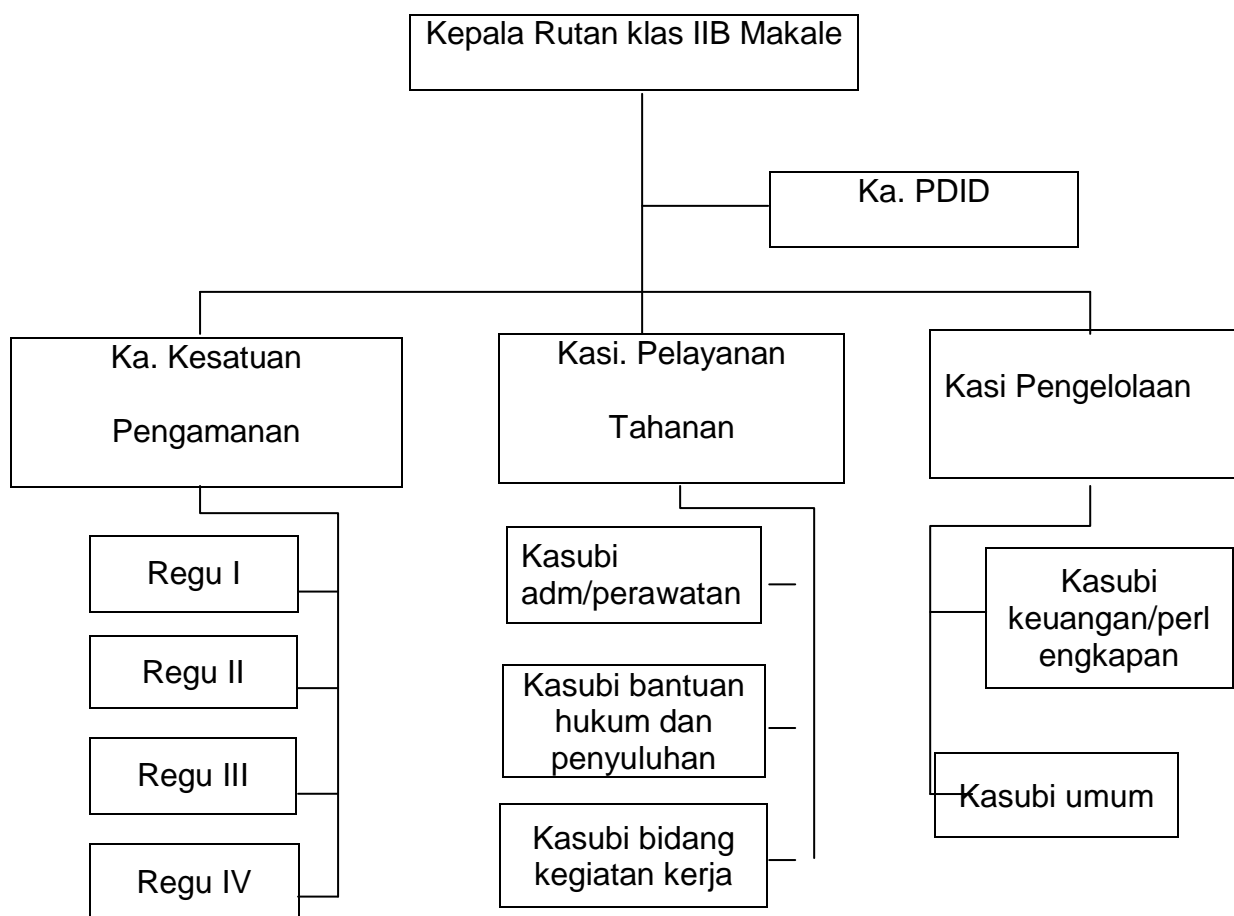 Kepala Rutan klas IIB Makale
Ka. PDID
Ka. Kesatuan
Pengamanan
Kasi. Pelayanan
Tahanan
Kasi Pengelolaan
Regu I
Regu II
Regu III
Regu IV
Kasubi
adm/perawatan
Kasubi bantuan
hukum dan
penyuluhan
Kasubi bidang
kegiatan kerja
Kasubi
keuangan/perl
engkapan
Kasubi umum